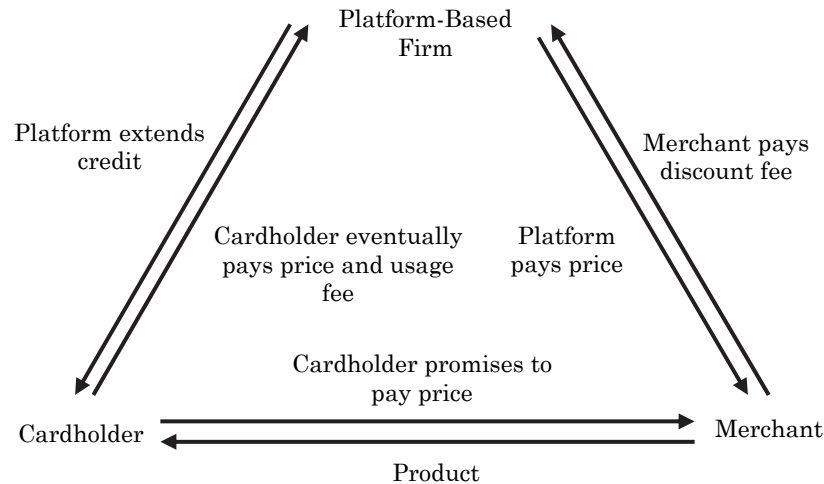 Platform-Based
Firm
Platform extends
credit
Merchant pays
discount fee
Cardholder eventually
pays price and usage
fee
Platform
pays price
Cardholder promises to
pay price
Cardholder
Merchant
Product